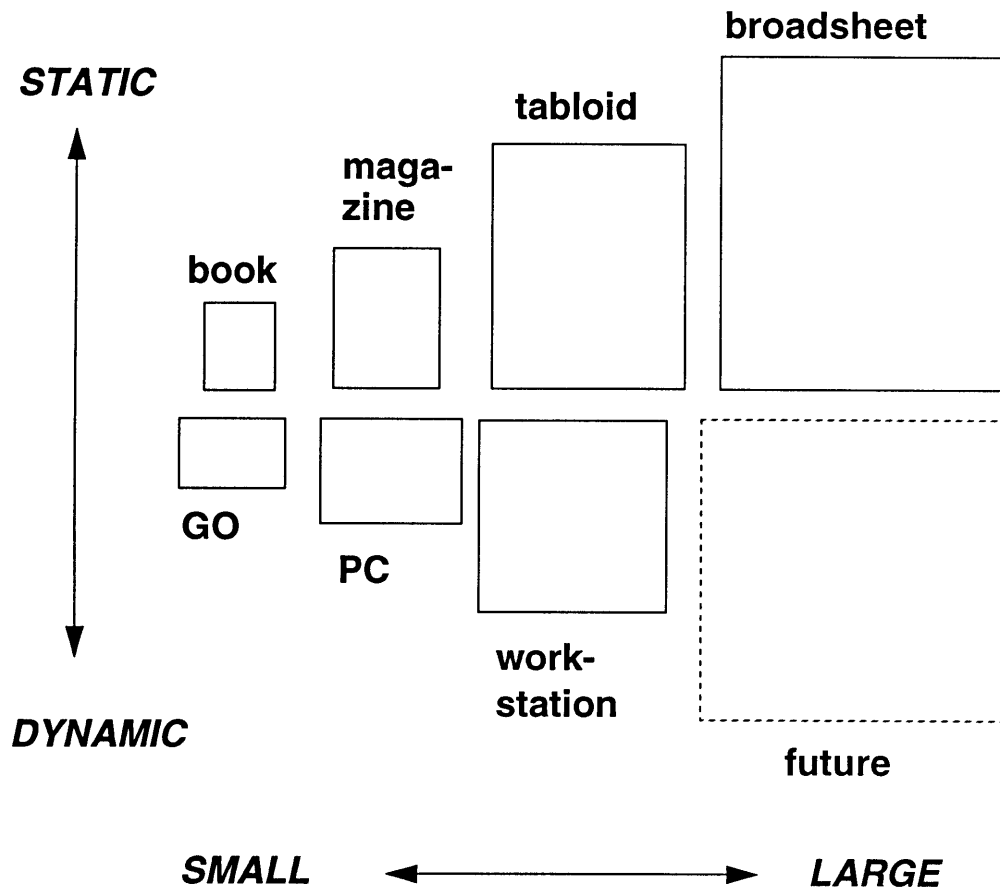 broadsheet
STATIC
tabloid
maga-
zine
book
GO
PC
work-
station
DYNAMIC
future
SMALL
LARGE